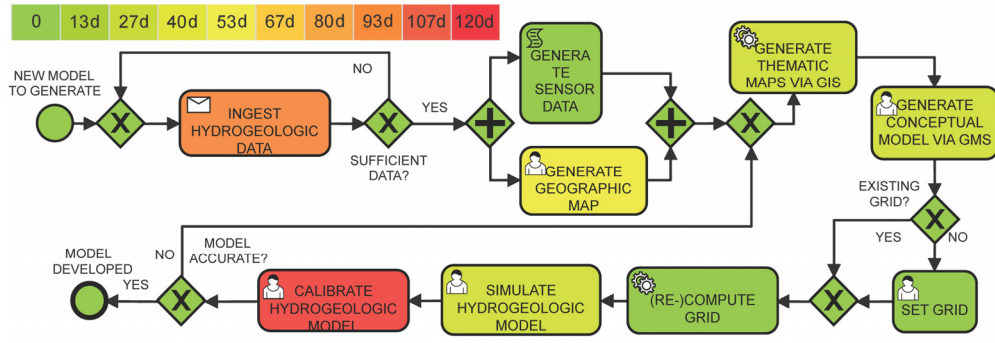 0 13d 27d 40d 53d 67d 80d 93d 107d 120d
NEW MODEL
TO GENERATE
X
INGEST
HYDROGEOLOGIC
DATA
NO
X
SUFFICIENT
DATA?
YES
GENERA
TE
SENSOR
DATA
GENERATE
GEOGRAPHIC
MAP
X
GENERATE
THEMATIC
MAPS VIA GIS
GENERATE
CONCEPTUAL
MODEL VIA GMS
EXISTING
GRID?
X
YES
NO
SET GRID
X
(RE-)COMPUTE
GRID
SIMULATE
HYDROGEOLOGIC
MODEL
CALIBRATE
HYDROGEOLOGIC
MODEL
MODEL
ACCURATE?
NO
X
YES
MODEL
DEVELOPED